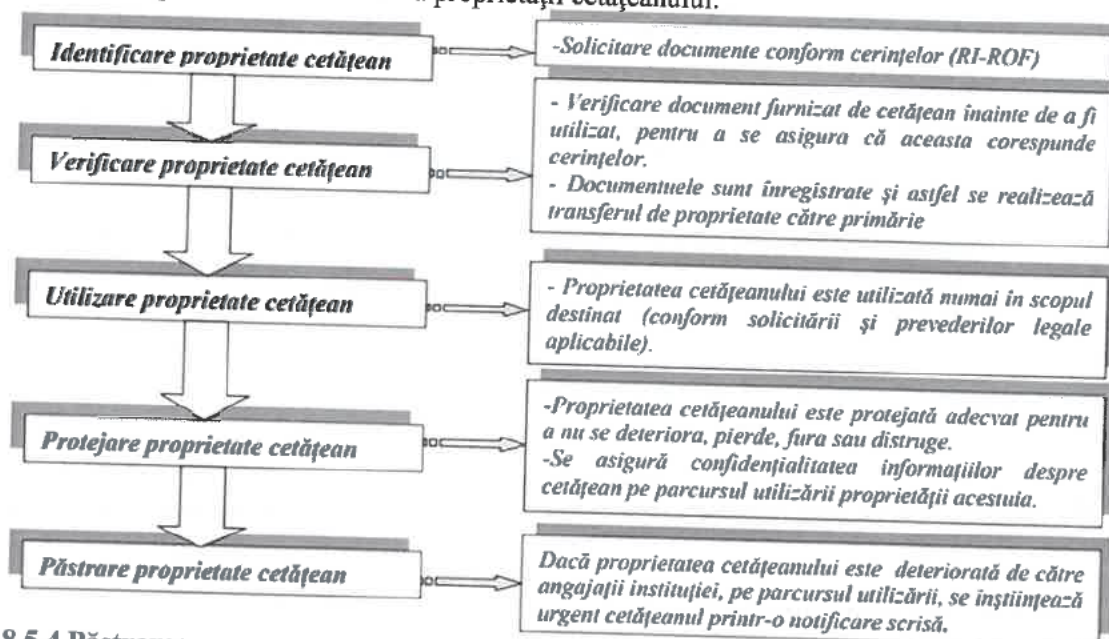 proprietății cetățeanului.
Identificare proprietate cetățean
-Solicitare documente conform cerințelor (RI-ROF)
Verificare proprietate cetățean
- Verificare document furnizat de cetățean înainte de a fi
utilizat, pentru a se asigura că aceasta corespunde
cerințelor.
- Documentuele sunt înregistrate și astfel se realizează
transferul de proprietate către primărie
Utilizare proprietate cetățean
- Proprietatea cetățeanului este utilizată numai în scopul
destinat (conform solicitării și prevederilor legale
aplicabile).
Protejare proprietate cetățean
-Proprietatea cetățeanului este protejată adecvat pentru
a nu se deteriora, pierde, fura sau distruge.
-Se asigură confidențialitatea informațiilor despre
cetățean pe parcursul utilizării proprietății acestuia.
Păstrare proprietate cetățean
Dacă proprietatea cetățeanului este deteriorată de către
angajații instituției, pe parcursul utilizării, se înștiințează
urgent cetățeanul printr-o notificare scrisă.
8.5.4